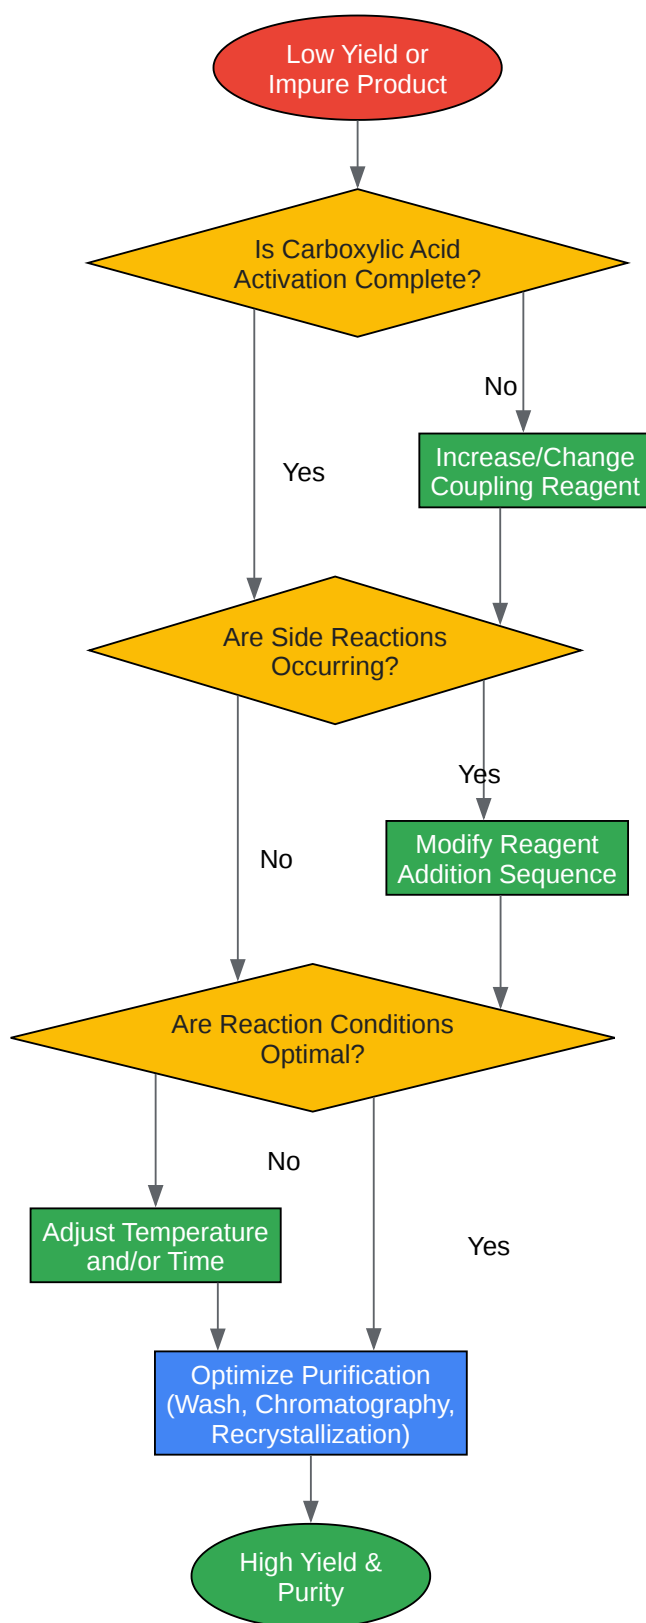 Low Yield or
Impure Product
Is Carboxylic Acid
Activation Complete?
No
Increase/Change
Coupling Reagent
Yes
Are Side Reactions
Occurring?
Yes
Modify Reagent
Addition Sequence
No
Are Reaction Conditions
Optimal?
No
Adjust Temperature
and/or Time
Yes
Optimize Purification
(Wash, Chromatography,
Recrystallization)
High Yield &
Purity